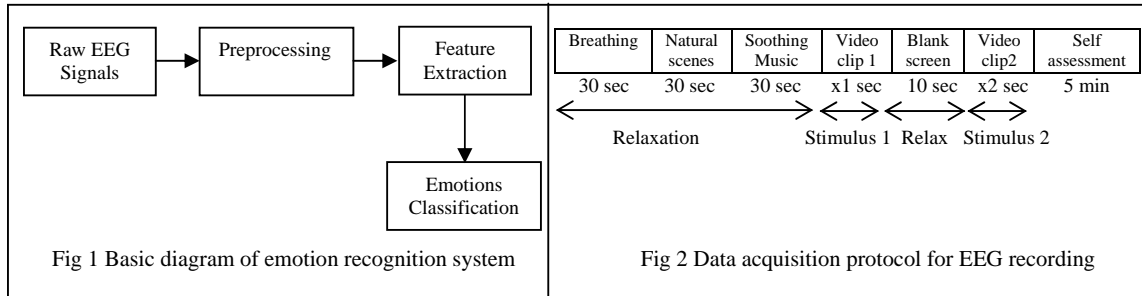 Raw EEG
Signals
Preprocessing
Feature
Extraction
Emotions
Classification
Fig 1 Basic diagram of emotion recognition system
Breathing Natural scenes Soothing Music Video clip 1 Blank screen Video clip2 Self assessment
30 sec 30 sec 30 sec x1 sec 10 sec x2 sec 5 min
Relaxation Stimulus 1 Relax Stimulus 2
Fig 2 Data acquisition protocol for EEG recording